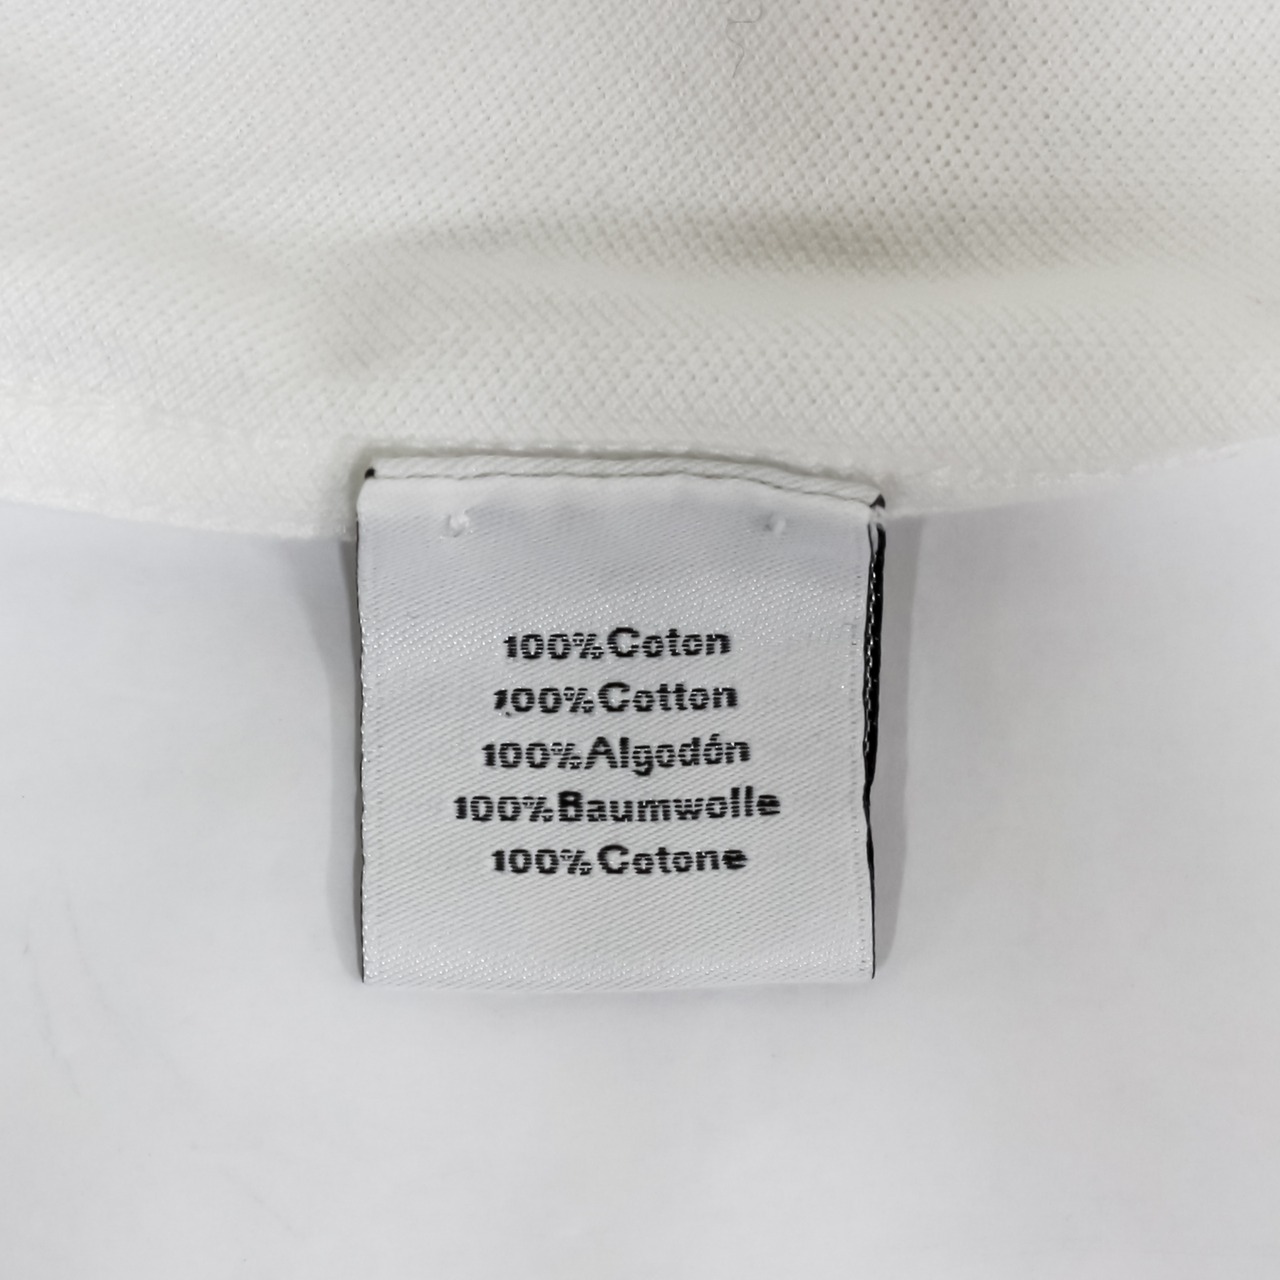 100% Coton
100% Cotton
100% Algodón
100% Baumwolle
100% Cotone